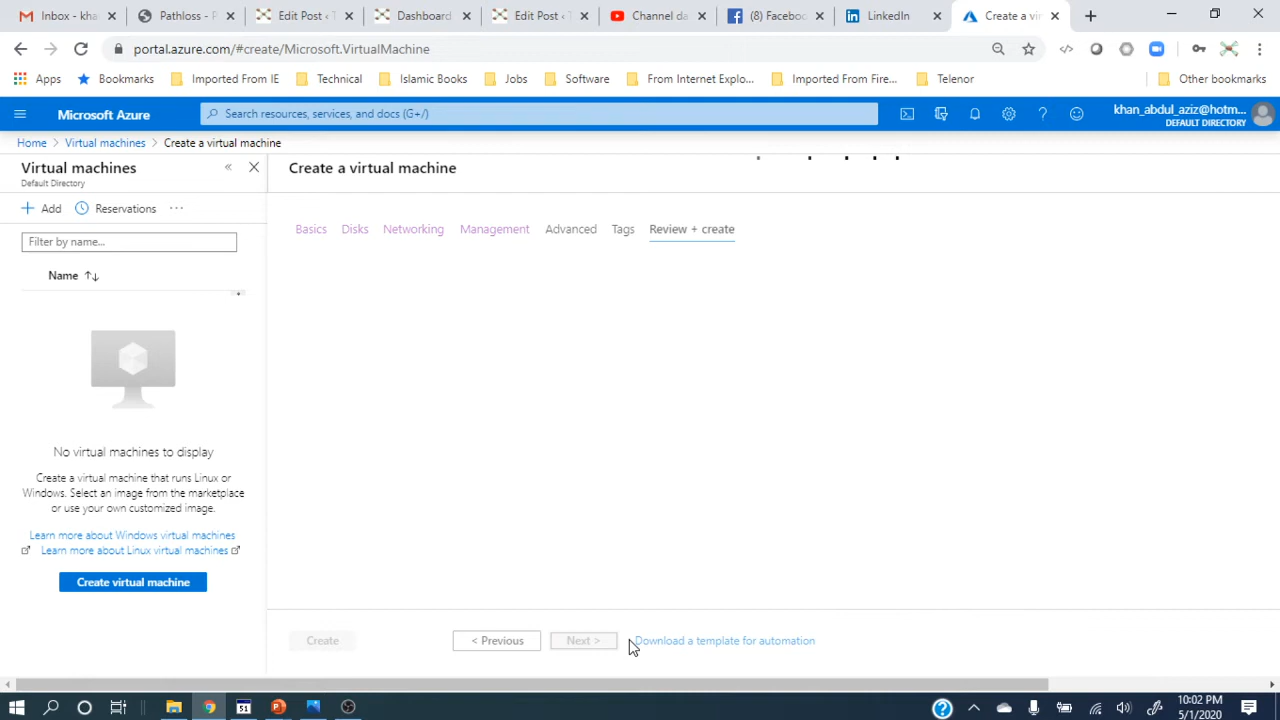 Inbox - kha
Pathloss - P
Edit Post ‹ T
Dashboard
Edit Post ‹ T
Channel da
(8) Faceboo
LinkedIn
Create a vir
portal.azure.com/#create/Microsoft.VirtualMachine
Apps
Bookmarks
Imported From IE
Technical
Islamic Books
Jobs
Software
From Internet Explo...
Imported From Fire...
Telenor
Other bookmarks
Microsoft Azure
Search resources, services, and docs (G+/)
khan_abdul_aziz@hotm...
DEFAULT DIRECTORY
Home > Virtual machines > Create a virtual machine
Virtual machines
Default Directory
Create a virtual machine
+ Add
Reservations
···
Filter by name...
Name ↑↓
Basics
Disks
Networking
Management
Advanced
Tags
Review + create
No virtual machines to display
Create a virtual machine that runs Linux or
Windows. Select an image from the marketplace
or use your own customized image.
Learn more about Windows virtual machines
Learn more about Linux virtual machines
Create virtual machine
Create
< Previous
Next >
Download a template for automation
31
10:02 PM
5/1/2020